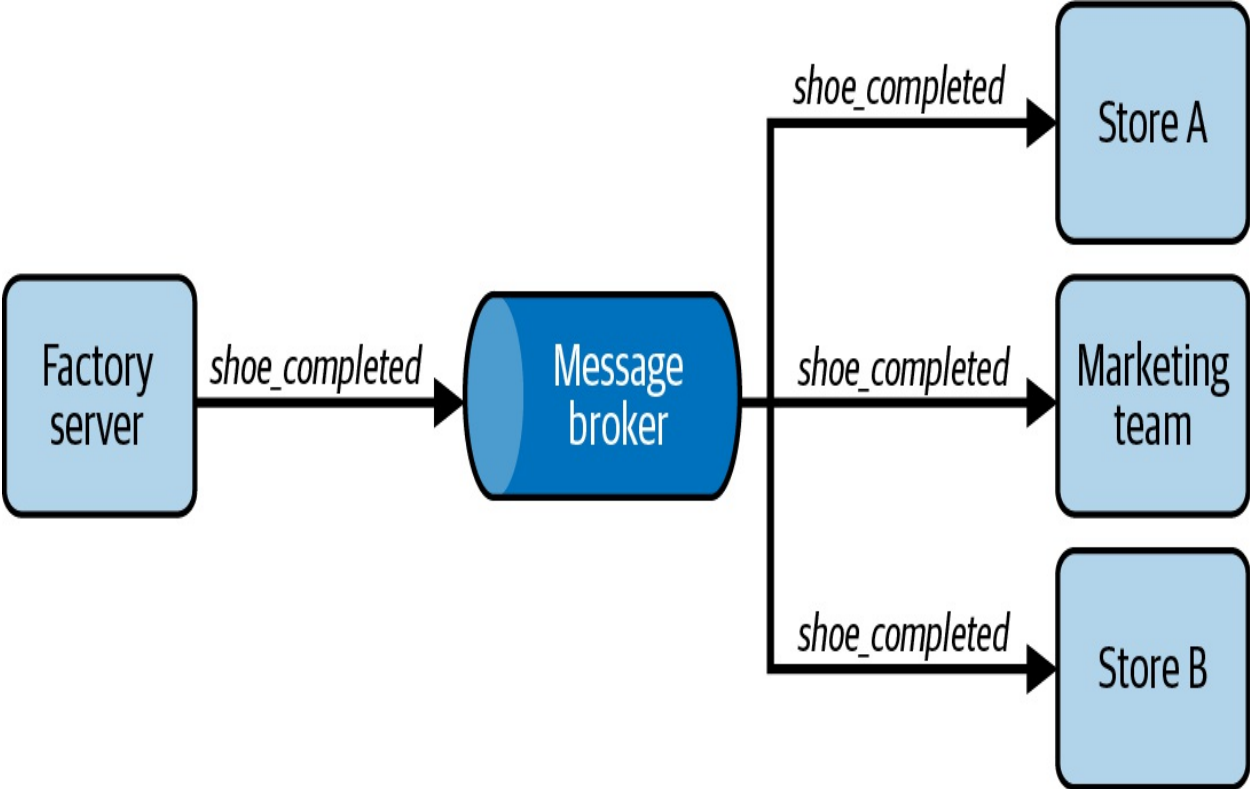 Factory
server
shoe_completed
Message
broker
shoe_completed
Store A
shoe_completed
Marketing
team
shoe_completed
Store B